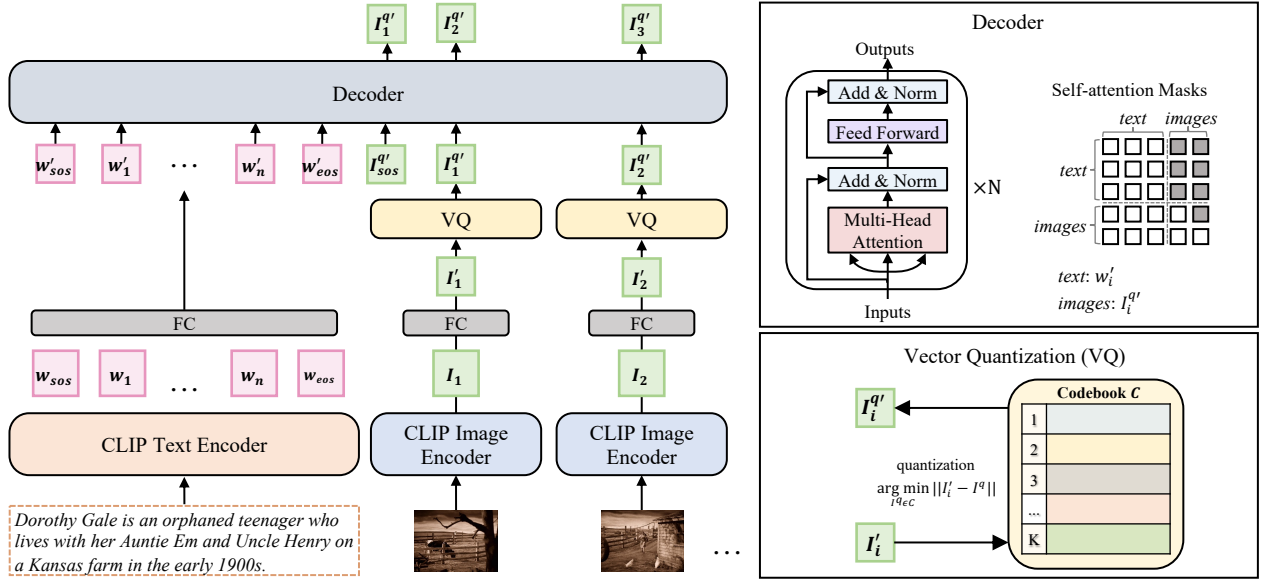 I₁^q′ I₂^q′ I₃^q′
Decoder
w′sos w′₁ ... w′ₙ w′eos I^q′sos I₁^q′ I₂^q′
VQ VQ
I′₁ I′₂
FC FC FC
wsos w₁ ... wₙ weos I₁ I₂
CLIP Text Encoder
CLIP Image
Encoder
CLIP Image
Encoder
Dorothy Gale is an orphaned teenager who
lives with her Auntie Em and Uncle Henry on
a Kansas farm in the early 1900s.
...
Decoder
Outputs
Add & Norm
Feed Forward
Add & Norm
Multi-Head
Attention
×N
Inputs
Self-attention Masks
text images
text
images
text: w′ᵢ
images: Iᵢ^q′
Vector Quantization (VQ)
Iᵢ^q′
Codebook C
1
2
3
...
K
quantization
arg min ||I′ᵢ − I^q||
I^qϵC
I′ᵢ